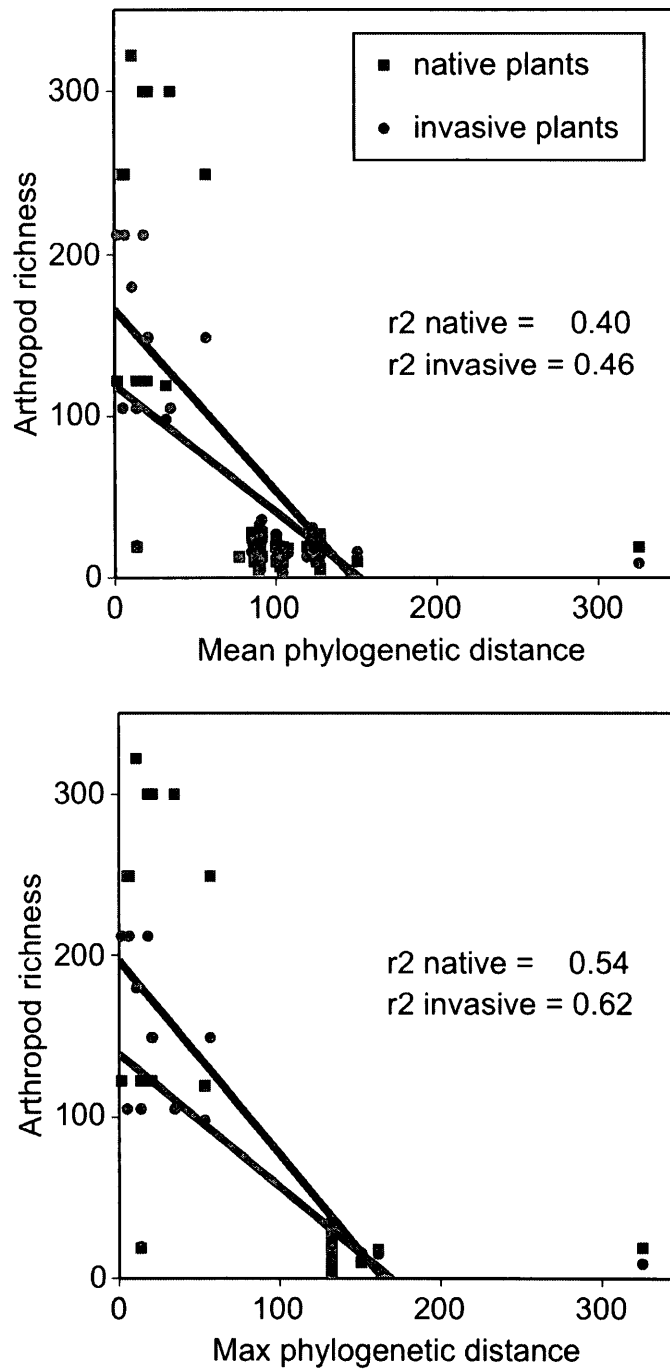 native plants
invasive plants
300
200
100
0
Arthropod richness
r2 native = 0.40
r2 invasive = 0.46
0 100 200 300
Mean phylogenetic distance
300
200
100
0
Arthropod richness
r2 native = 0.54
r2 invasive = 0.62
0 100 200 300
Max phylogenetic distance